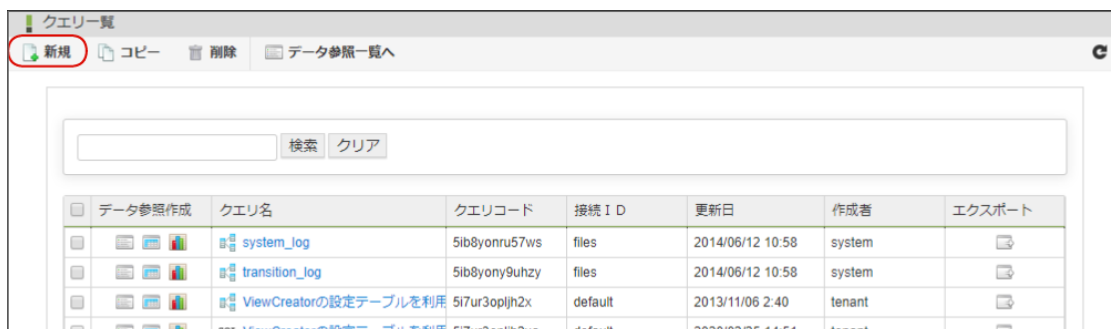 クエリ一覧
新規 コピー 削除 データ参照一覧へ
検索 クリア
データ参照作成 クエリ名 クエリコード 接続ID 更新日 作成者 エクスポート
system_log 5ib8yonru57ws files 2014/06/12 10:58 system
transition_log 5ib8yony9uhzy files 2014/06/12 10:58 system
ViewCreatorの設定テーブルを利用 5i7ur3opljh2x default 2013/11/06 2:40 tenant